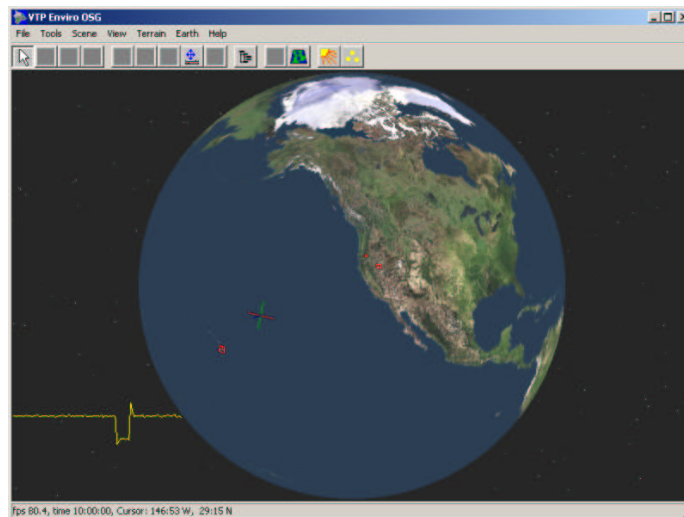 VTP Enviro OSG
File Tools Scene View Terrain Earth Help
fps 80.4, time 10:00:00, Cursor: 146:53 W, 29:15 N